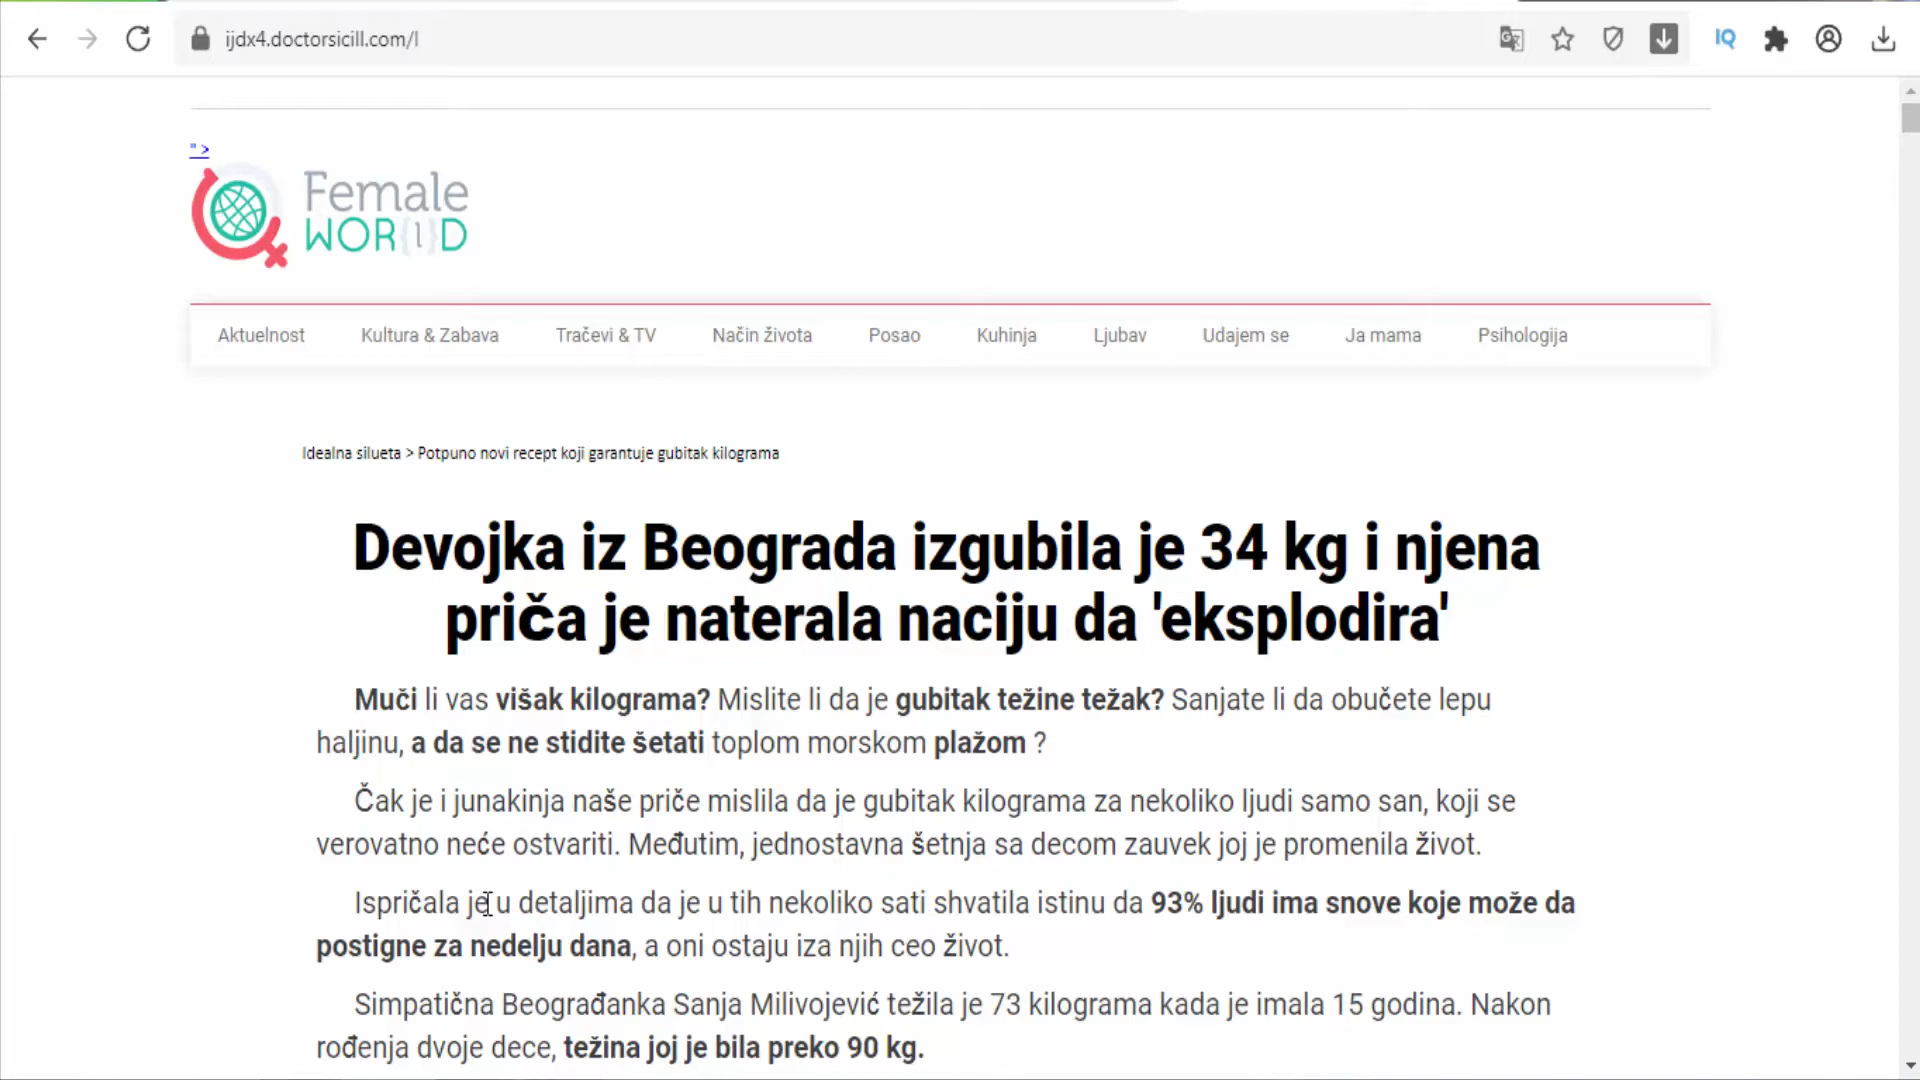 ijdx4.doctorsicill.com/l
IQ
" >
Female
WOR{l}D
Aktuelnost Kultura & Zabava Tračevi & TV Način života Posao Kuhinja Ljubav Udajem se Ja mama Psihologija
Idealna silueta > Potpuno novi recept koji garantuje gubitak kilograma
Devojka iz Beograda izgubila je 34 kg i njena
priča je naterala naciju da 'eksplodira'
Muči li vas višak kilograma? Mislite li da je gubitak težine težak? Sanjate li da obučete lepu
haljinu, a da se ne stidite šetati toplom morskom plažom ?
Čak je i junakinja naše priče mislila da je gubitak kilograma za nekoliko ljudi samo san, koji se
verovatno neće ostvariti. Međutim, jednostavna šetnja sa decom zauvek joj je promenila život.
Ispričala je u detaljima da je u tih nekoliko sati shvatila istinu da 93% ljudi ima snove koje može da
postigne za nedelju dana, a oni ostaju iza njih ceo život.
Simpatična Beograđanka Sanja Milivojević težila je 73 kilograma kada je imala 15 godina. Nakon
rođenja dvoje dece, težina joj je bila preko 90 kg.